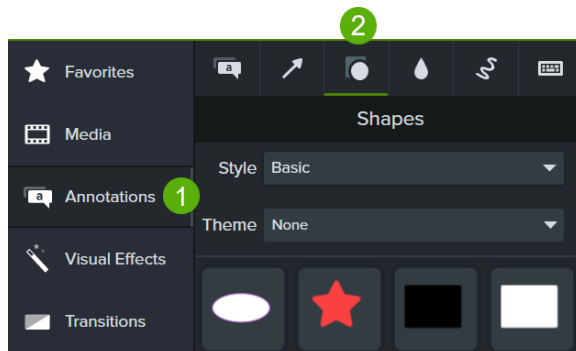 2
Favorites
a
Media
Shapes
Style Basic
a Annotations 1
Theme None
Visual Effects
Transitions